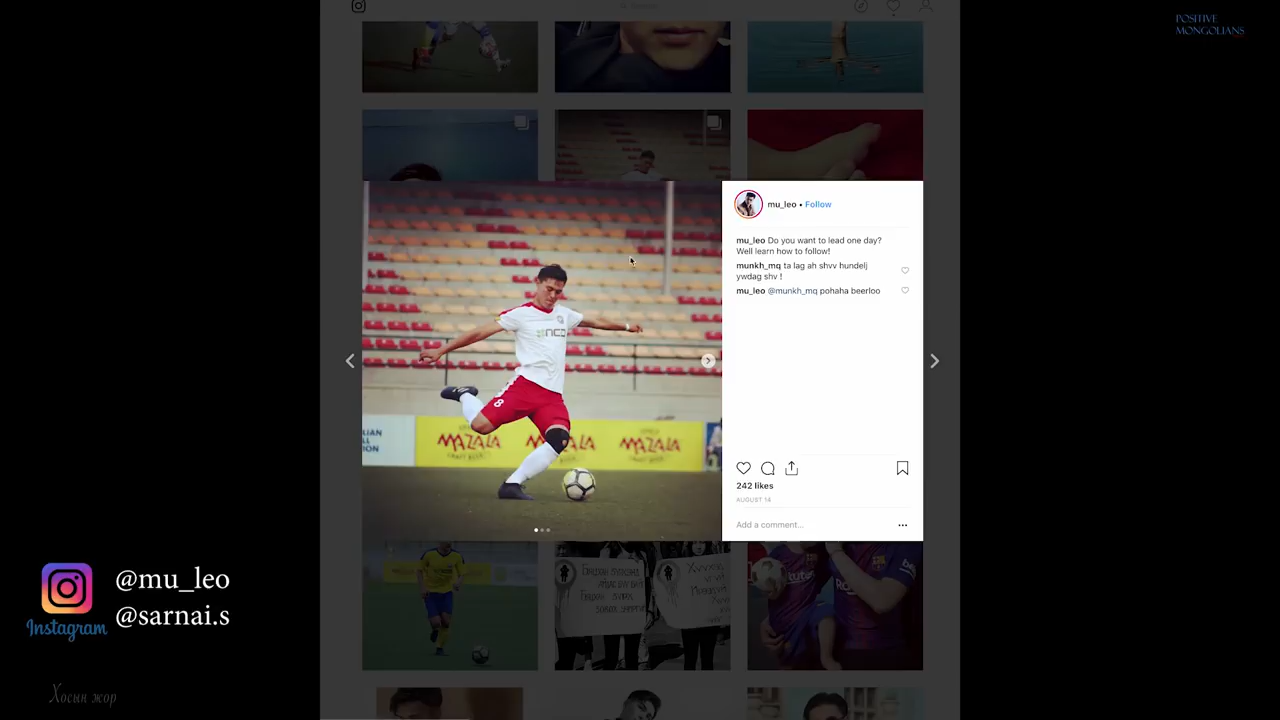 POSITIVE
MONGOLIANS
mu_leo • Follow
mu_leo Do you want to lead one day?
Well learn how to follow!
munkh_mq ta lag ah shvv hundelj
ywdag shv !
mu_leo @munkh_mq pohaha beerloo
NCD
8
MAZALA
MAZALA
MAZALA
242 likes
AUGUST 14
Add a comment...
@mu_leo
@sarnai.s
Instagram
Хосын жор